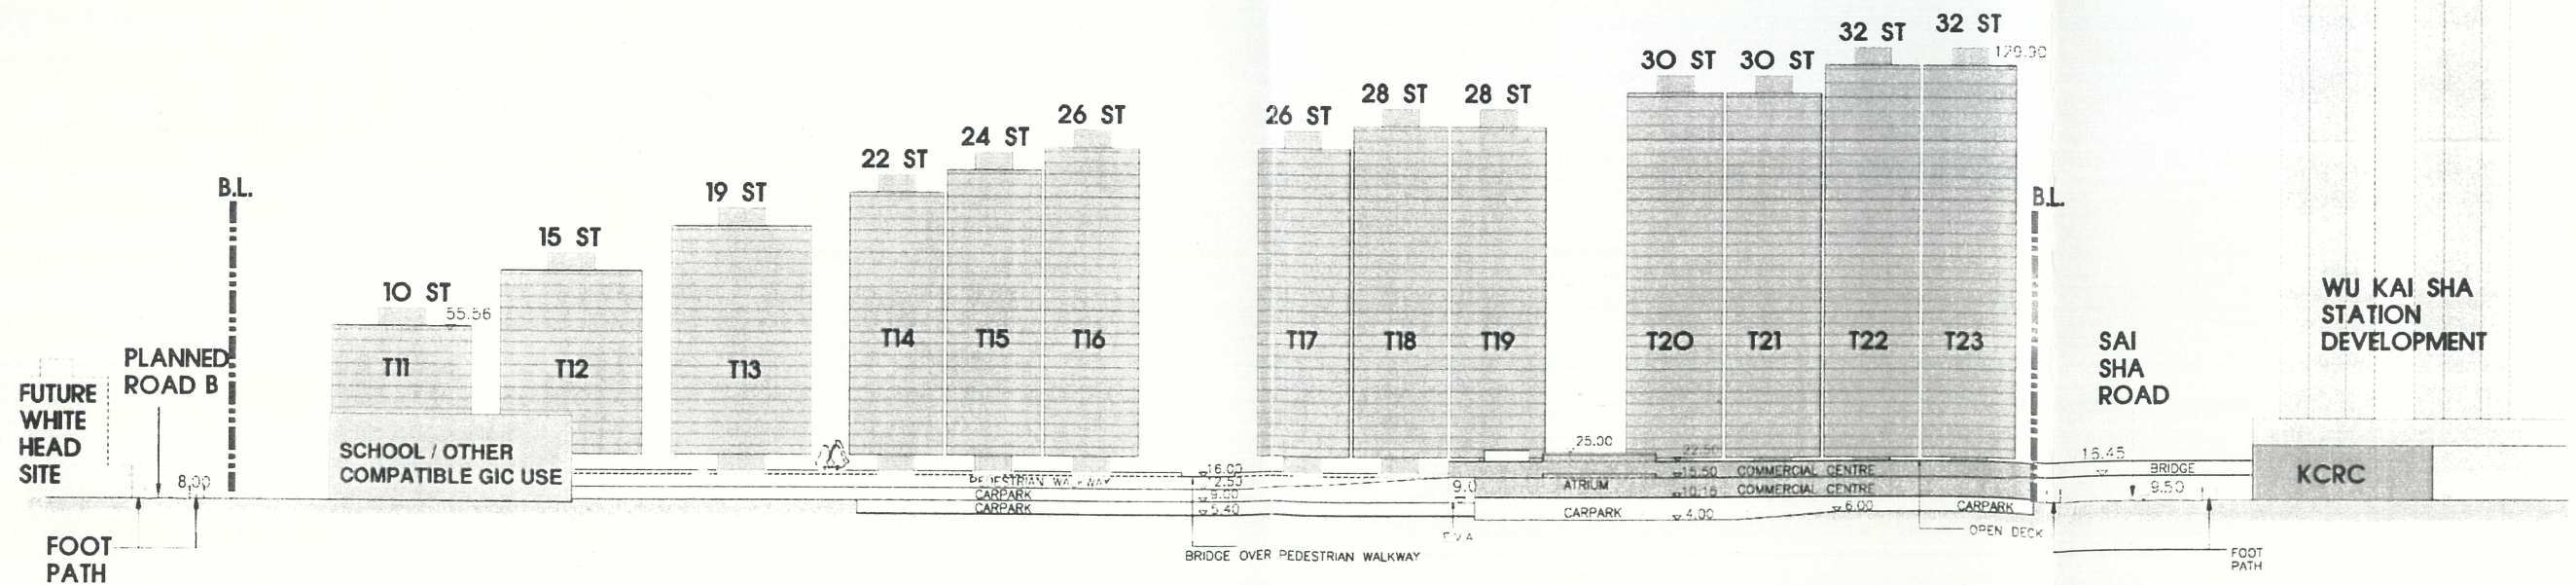 B.L.
10 ST
55.56
15 ST
19 ST
22 ST
24 ST
26 ST
26 ST
28 ST
28 ST
30 ST
30 ST
32 ST
32 ST
129.90
B.L.
T11
T12
T13
T14
T15
T16
T17
T18
T19
T20
T21
T22
T23
FUTURE
WHITE
HEAD
SITE
PLANNED
ROAD B
8.00
FOOT
PATH
SCHOOL / OTHER
COMPATIBLE GIC USE
PEDESTRIAN WALKWAY
CARPARK
CARPARK
16.00
12.50
9.00
5.40
BRIDGE OVER PEDESTRIAN WALKWAY
E.V.A
9.0
25.00
22.50
15.50
COMMERCIAL CENTRE
ATRIUM
10.15
COMMERCIAL CENTRE
CARPARK
4.00
6.00
CARPARK
OPEN DECK
SAI
SHA
ROAD
16.45
BRIDGE
9.50
FOOT
PATH
WU KAI SHA
STATION
DEVELOPMENT
KCRC